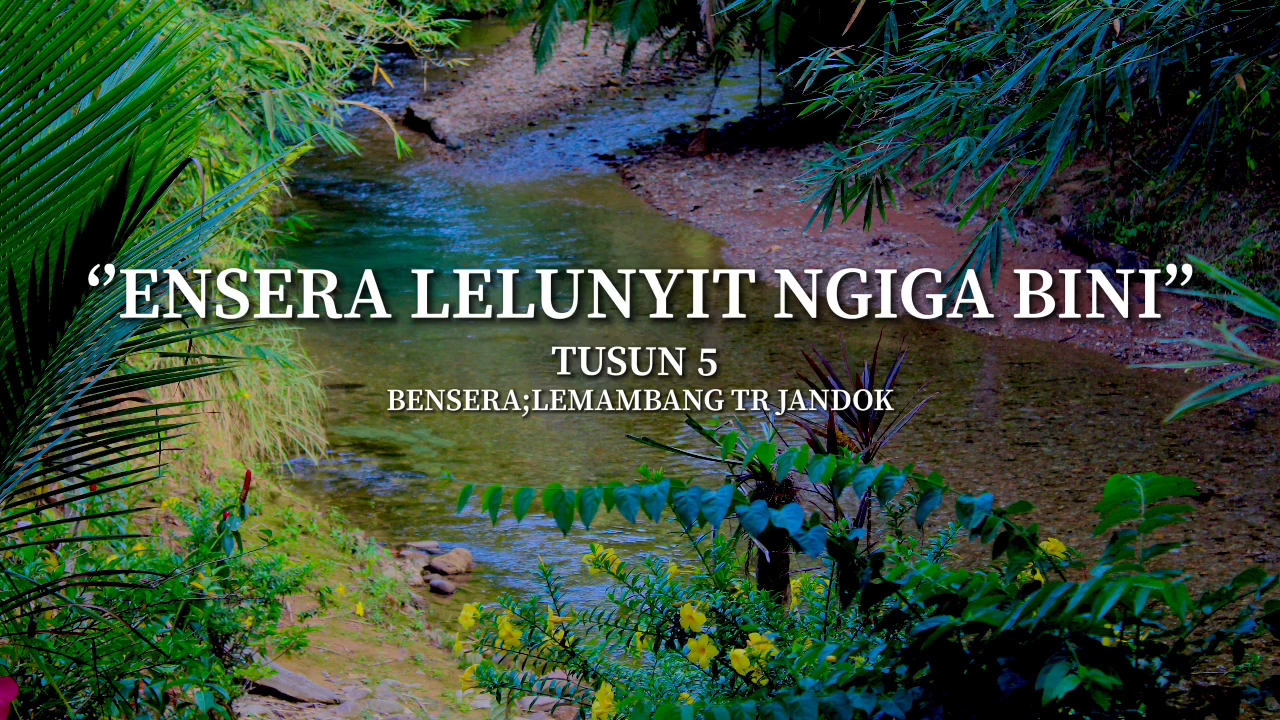 ‘’ENSERA LELUNYIT NGIGA BINI’’
TUSUN 5
BENSERA;LEMAMBANG TR JANDOK